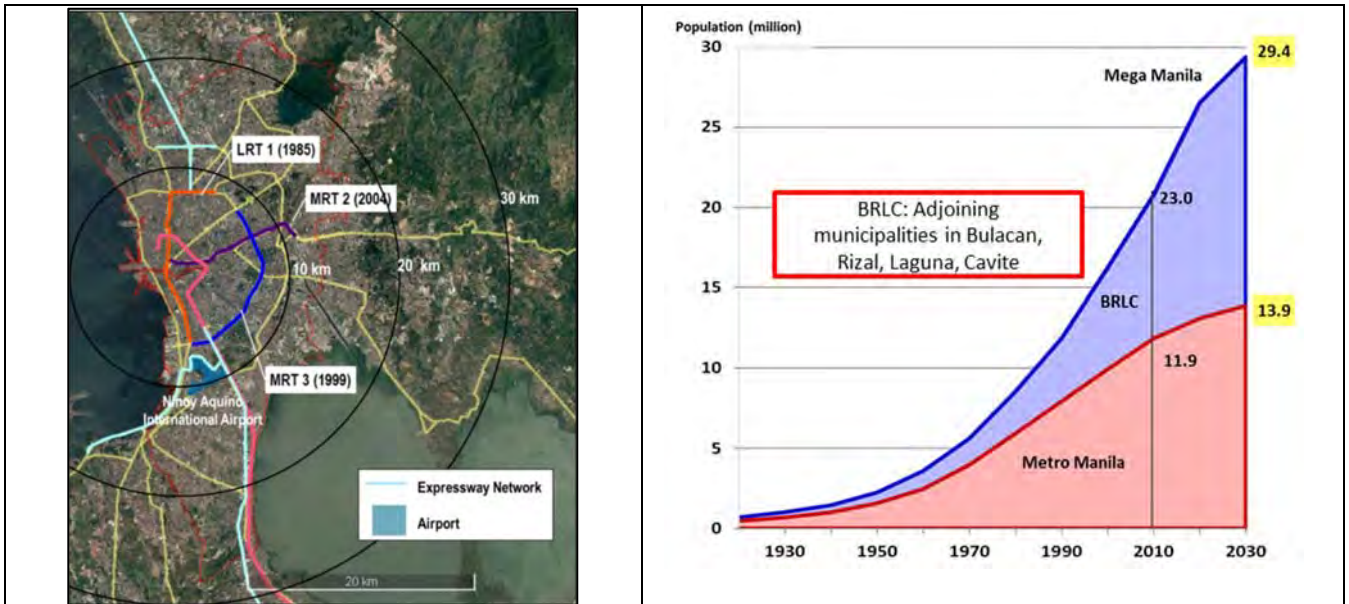 LRT 1 (1985)
MRT 2 (2004)
30 km
10 km
20 km
MRT 3 (1999)
Ninoy Aquino
International Airport
Expressway Network
Airport
20 km
Population (million)
30
25
20
15
10
5
0
29.4
Mega Manila
23.0
BRLC: Adjoining
municipalities in Bulacan,
Rizal, Laguna, Cavite
BRLC
13.9
11.9
Metro Manila
1930 1950 1970 1990 2010 2030